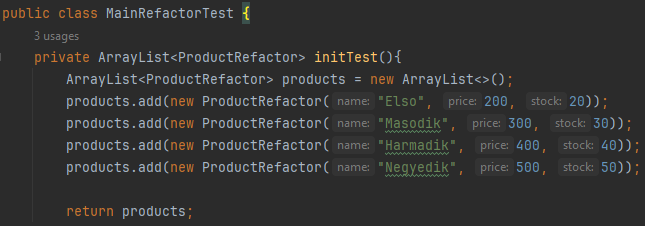 public class MainRefactorTest {
3 usages
private ArrayList<ProductRefactor> initTest(){
ArrayList<ProductRefactor> products = new ArrayList<>();
products.add(new ProductRefactor( name: "Elso", price: 200, stock: 20));
products.add(new ProductRefactor( name: "Masodik", price: 300, stock: 30));
products.add(new ProductRefactor( name: "Harmadik", price: 400, stock: 40));
products.add(new ProductRefactor( name: "Negyedik", price: 500, stock: 50));
return products;